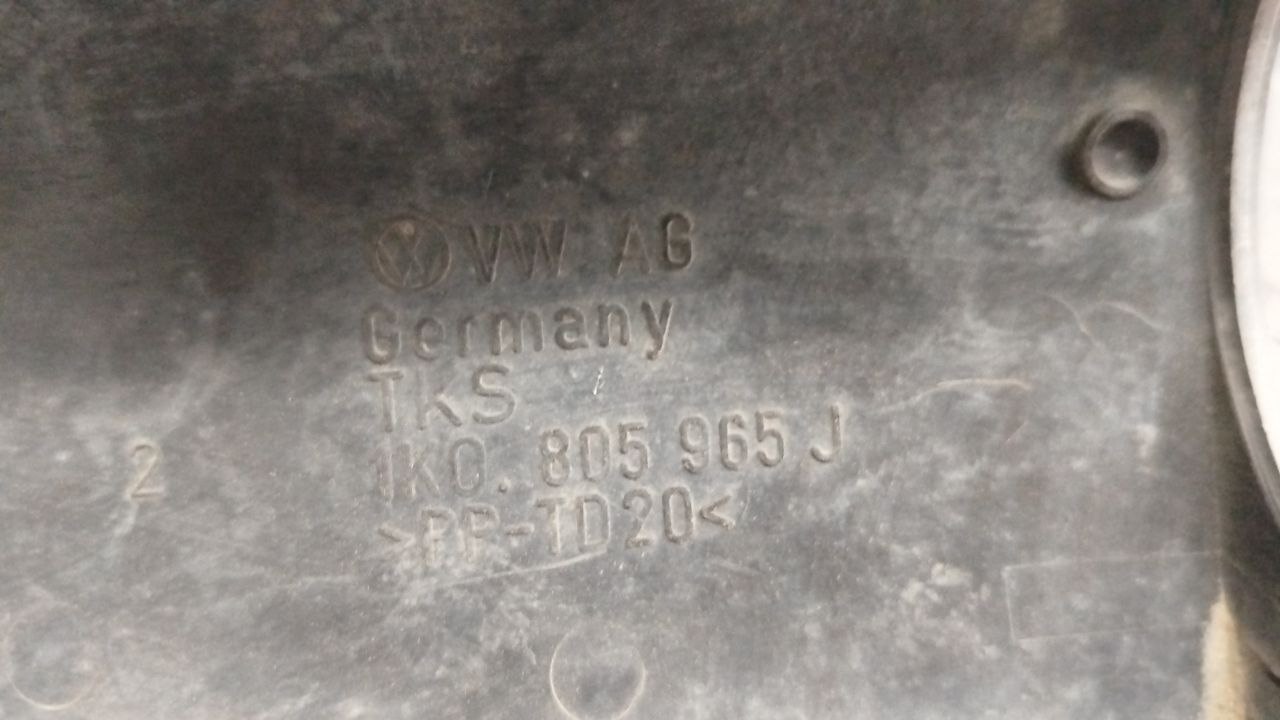 VW AG
Germany
TKS
1K0. 805 965 J
>PP-TD20<
2